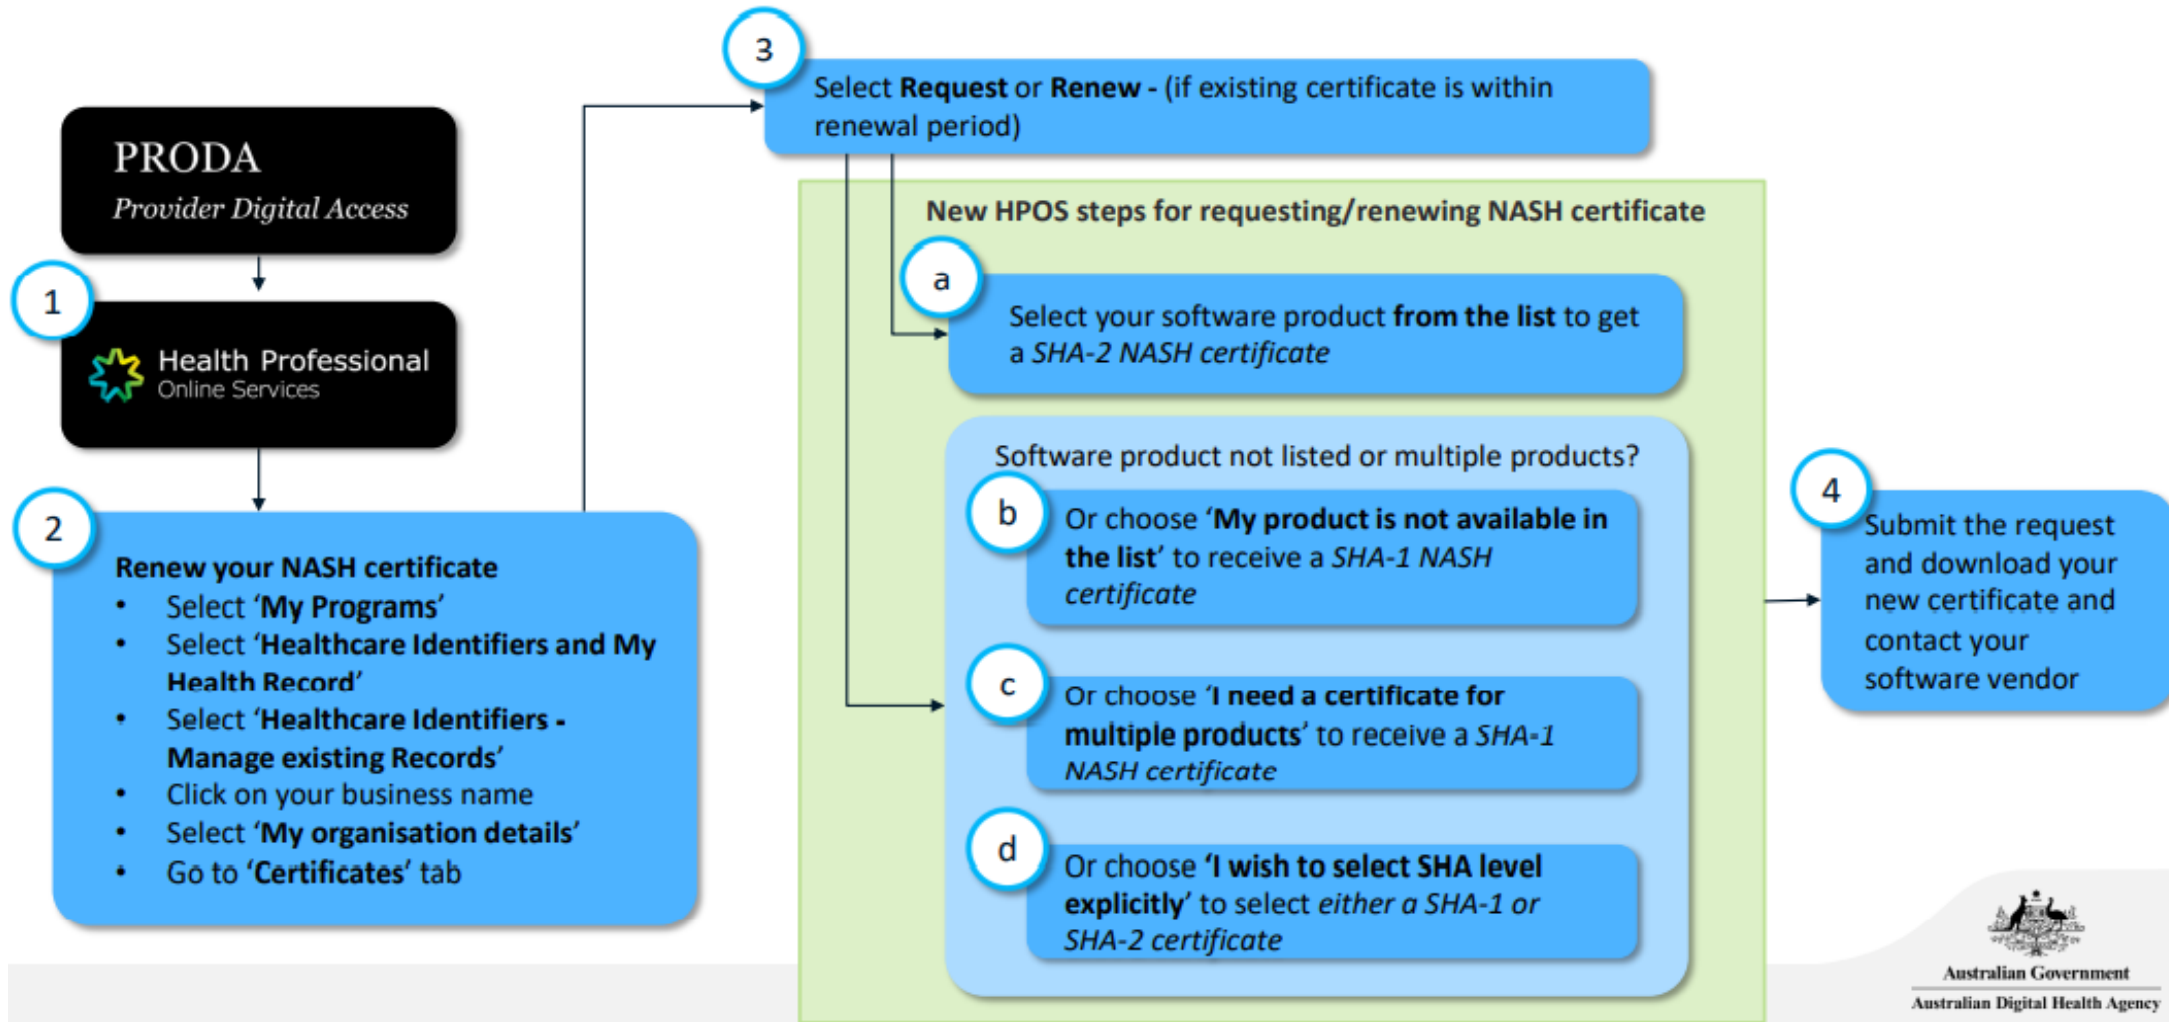 PRODA
Provider Digital Access
1
Health Professional
Online Services
2
Renew your NASH certificate
• Select ‘My Programs’
• Select ‘Healthcare Identifiers and My
Health Record’
• Select ‘Healthcare Identifiers -
Manage existing Records’
• Click on your business name
• Select ‘My organisation details’
• Go to ‘Certificates’ tab
3
Select Request or Renew - (if existing certificate is within
renewal period)
New HPOS steps for requesting/renewing NASH certificate
a
Select your software product from the list to get
a SHA-2 NASH certificate
Software product not listed or multiple products?
b
Or choose ‘My product is not available in
the list’ to receive a SHA-1 NASH
certificate
c
Or choose ‘I need a certificate for
multiple products’ to receive a SHA-1
NASH certificate
d
Or choose ‘I wish to select SHA level
explicitly’ to select either a SHA-1 or
SHA-2 certificate
4
Submit the request
and download your
new certificate and
contact your
software vendor
Australian Government
Australian Digital Health Agency